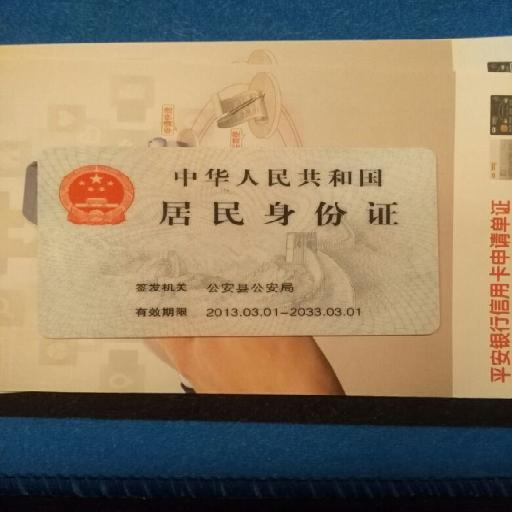 中华人民共和国
居民身份证
签发机关 公安县公安局
有效期限 2013.03.01-2033.03.01
平安银行信用卡申请单证